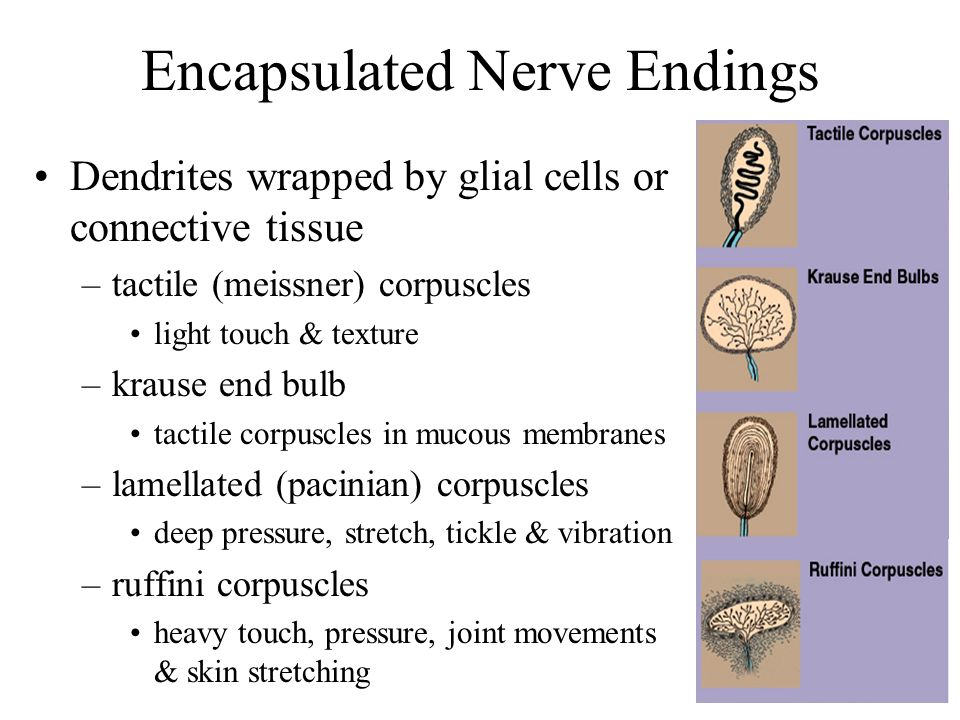 Encapsulated Nerve Endings
• Dendrites wrapped by glial cells or
connective tissue
– tactile (meissner) corpuscles
• light touch & texture
– krause end bulb
• tactile corpuscles in mucous membranes
– lamellated (pacinian) corpuscles
• deep pressure, stretch, tickle & vibration
– ruffini corpuscles
• heavy touch, pressure, joint movements
& skin stretching
Tactile Corpuscles
Krause End Bulbs
Lamellated
Corpuscles
Ruffini Corpuscles